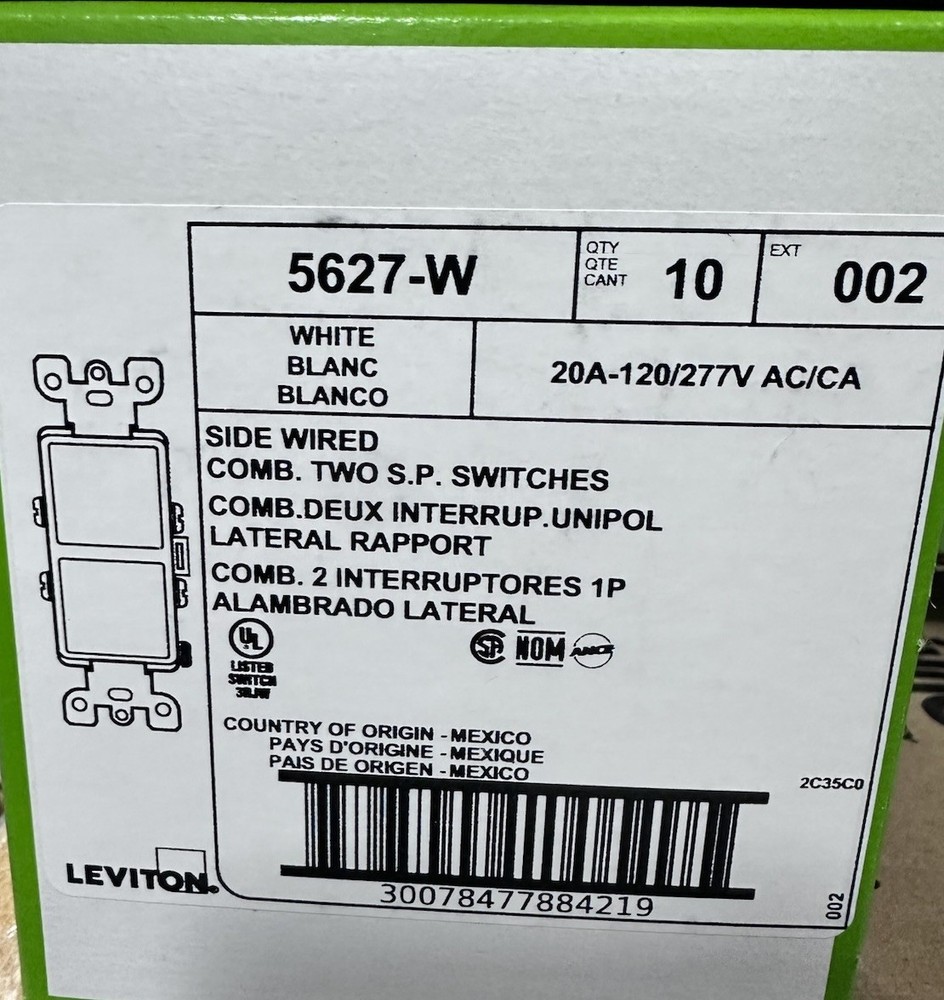 5627-W
QTY
QTE
CANT
10
EXT
002
WHITE
BLANC
BLANCO
20A-120/277V AC/CA
SIDE WIRED
COMB. TWO S.P. SWITCHES
COMB.DEUX INTERRUP.UNIPOL
LATERAL RAPPORT
COMB. 2 INTERRUPTORES 1P
ALAMBRADO LATERAL
UL
LISTED
SWITCH
SA NOM ANCE
COUNTRY OF ORIGIN - MEXICO
PAYS D'ORIGINE - MEXIQUE
PAIS DE ORIGEN - MEXICO
2C35C0
30078477884219
002
LEVITON®